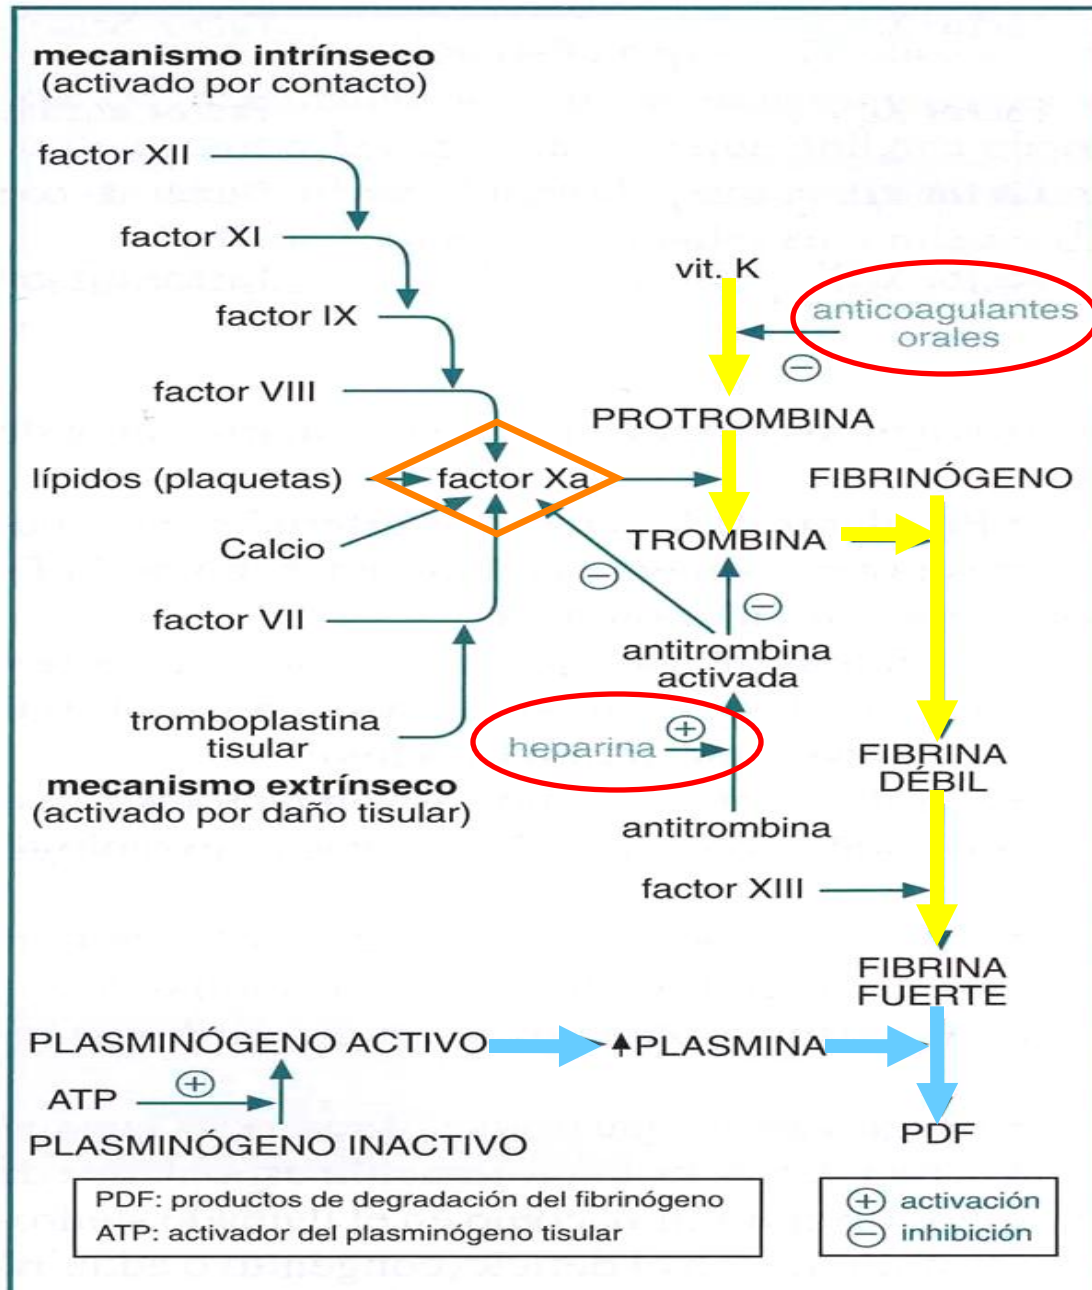 mecanismo intrínseco
(activado por contacto)
factor XII
factor XI
factor IX
factor VIII
lípidos (plaquetas)
factor Xa
Calcio
factor VII
tromboplastina
tisular
mecanismo extrínseco
(activado por daño tisular)
vit. K
anticoagulantes
orales
−
PROTROMBINA
FIBRINÓGENO
TROMBINA
−
−
antitrombina
activada
heparina
+
antitrombina
FIBRINA
DÉBIL
factor XIII
FIBRINA
FUERTE
PLASMINÓGENO ACTIVO
PLASMINA
ATP
+
PLASMINÓGENO INACTIVO
PDF
PDF: productos de degradación del fibrinógeno
ATP: activador del plasminógeno tisular
+ activación
− inhibición